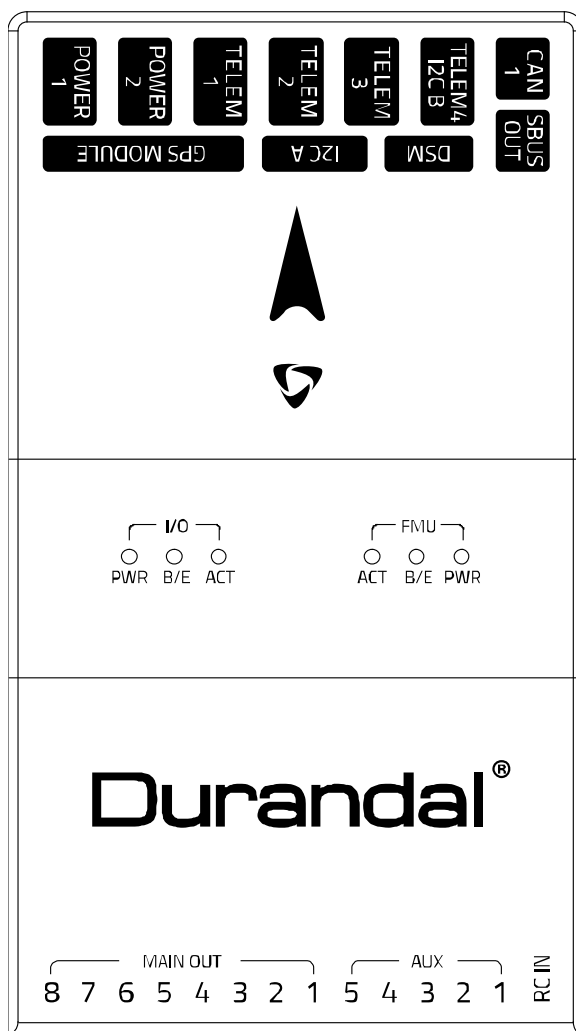 POWER
1
POWER
2
TELEM
1
TELEM
2
TELEM
3
TELEM4
I2C B
CAN
1
SBUS
OUT
GPS MODULE
I2C A
DSM
I/O
PWR B/E ACT
FMU
ACT B/E PWR
Durandal®
MAIN OUT
8 7 6 5 4 3 2 1
AUX
5 4 3 2 1
RC IN